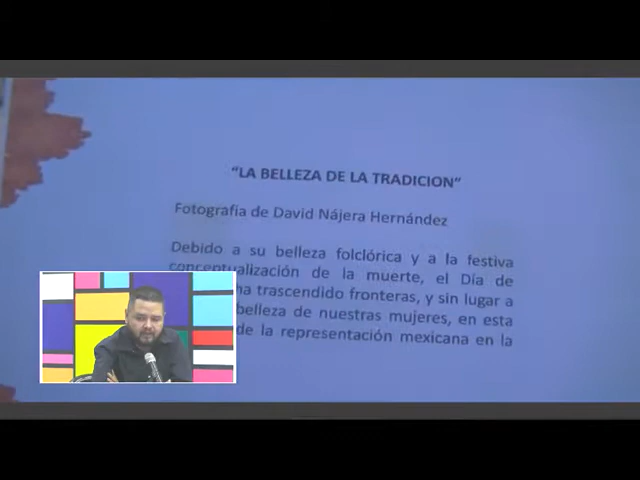 “LA BELLEZA DE LA TRADICION”
Fotografía de David Nájera Hernández
Debido a su belleza folclórica y a la festiva
conceptualización de la muerte, el Día de
ha trascendido fronteras, y sin lugar a
belleza de nuestras mujeres, en esta
de la representación mexicana en la